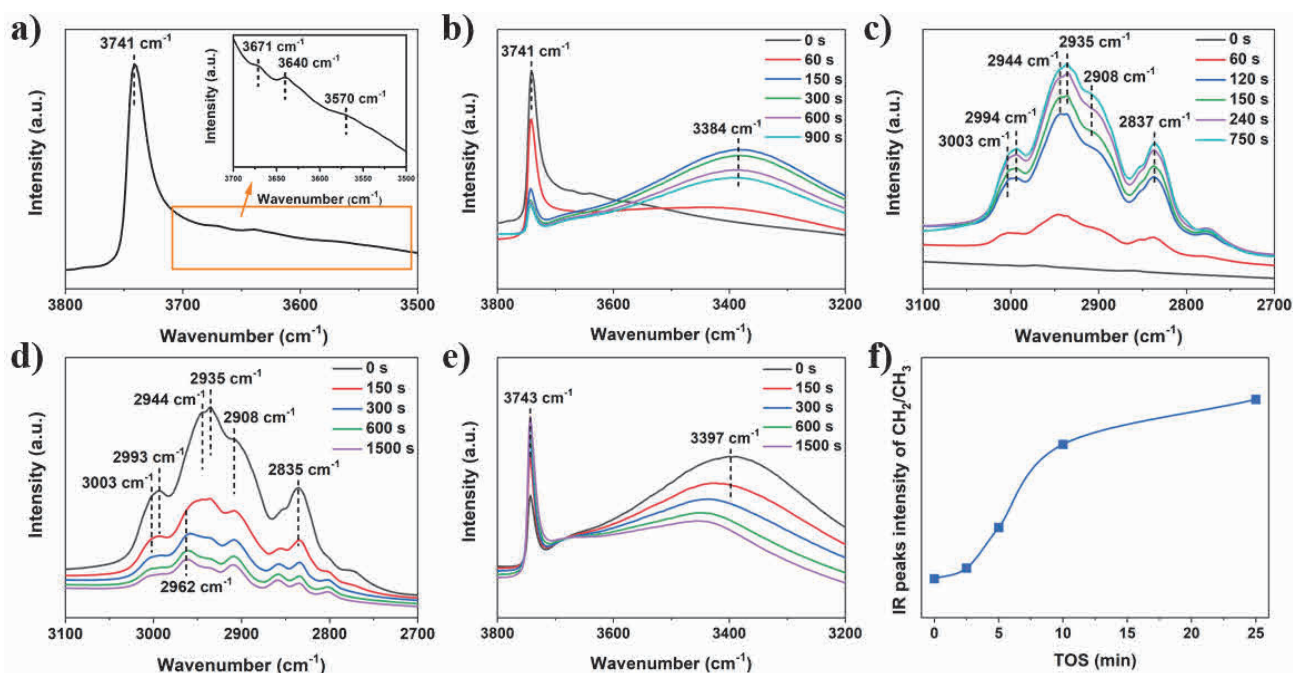 a)
3741 cm⁻¹
3671 cm⁻¹
3640 cm⁻¹
3570 cm⁻¹
Intensity (a.u.)
3700 3660 3620 3580 3540 3500
Wavenumber (cm⁻¹)
Intensity (a.u.)
3800 3700 3600 3500
Wavenumber (cm⁻¹)
b)
3741 cm⁻¹
3384 cm⁻¹
0 s
60 s
150 s
300 s
600 s
900 s
Intensity (a.u.)
3800 3600 3400 3200
Wavenumber (cm⁻¹)
c)
2935 cm⁻¹
2944 cm⁻¹
2908 cm⁻¹
2994 cm⁻¹
3003 cm⁻¹
2837 cm⁻¹
0 s
60 s
120 s
150 s
240 s
750 s
Intensity (a.u.)
3100 3000 2900 2800 2700
Wavenumber (cm⁻¹)
d)
2935 cm⁻¹
2944 cm⁻¹
2908 cm⁻¹
2993 cm⁻¹
3003 cm⁻¹
2835 cm⁻¹
2962 cm⁻¹
0 s
150 s
300 s
600 s
1500 s
Intensity (a.u.)
3100 3000 2900 2800 2700
Wavenumber (cm⁻¹)
e)
3743 cm⁻¹
3397 cm⁻¹
0 s
150 s
300 s
600 s
1500 s
Intensity (a.u.)
3800 3600 3400 3200
Wavenumber (cm⁻¹)
f)
IR peaks intensity of CH₂/CH₃
0 5 10 15 20 25
TOS (min)